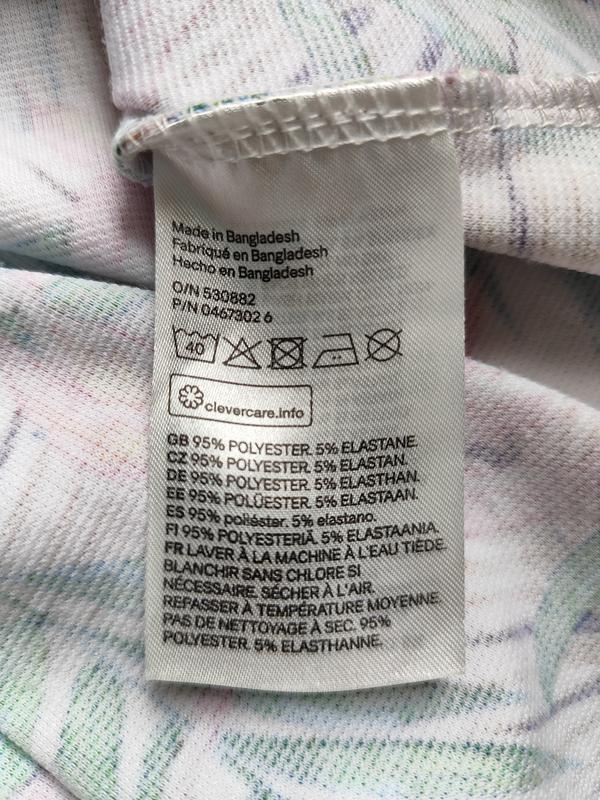 Made in Bangladesh
Fabriqué en Bangladesh
Hecho en Bangladesh
O/N 530882
P/N 0467302 6
40
clevercare.info
GB 95% POLYESTER. 5% ELASTANE.
CZ 95% POLYESTER. 5% ELASTAN.
DE 95% POLYESTER. 5% ELASTHAN.
EE 95% POLÜESTER. 5% ELASTAAN.
ES 95% poliéster. 5% elastano.
FI 95% POLYESTERIÄ. 5% ELASTAANIA.
FR LAVER À LA MACHINE À L'EAU TIÈDE.
BLANCHIR SANS CHLORE SI
NÉCESSAIRE. SÉCHER À L'AIR.
REPASSER À TEMPÉRATURE MOYENNE.
PAS DE NETTOYAGE À SEC. 95%
POLYESTER. 5% ELASTHANNE.